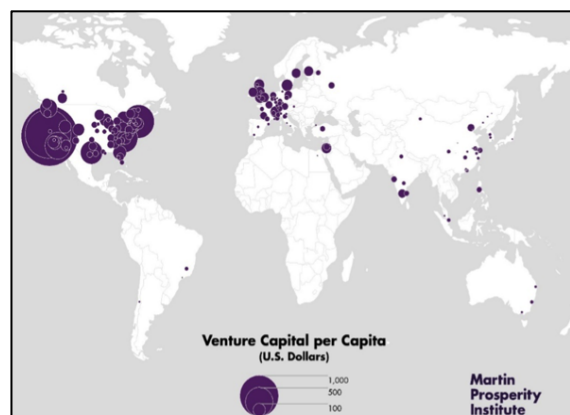 Venture Capital per Capita
(U.S. Dollars)
1,000
500
100
Martin
Prosperity
Institute